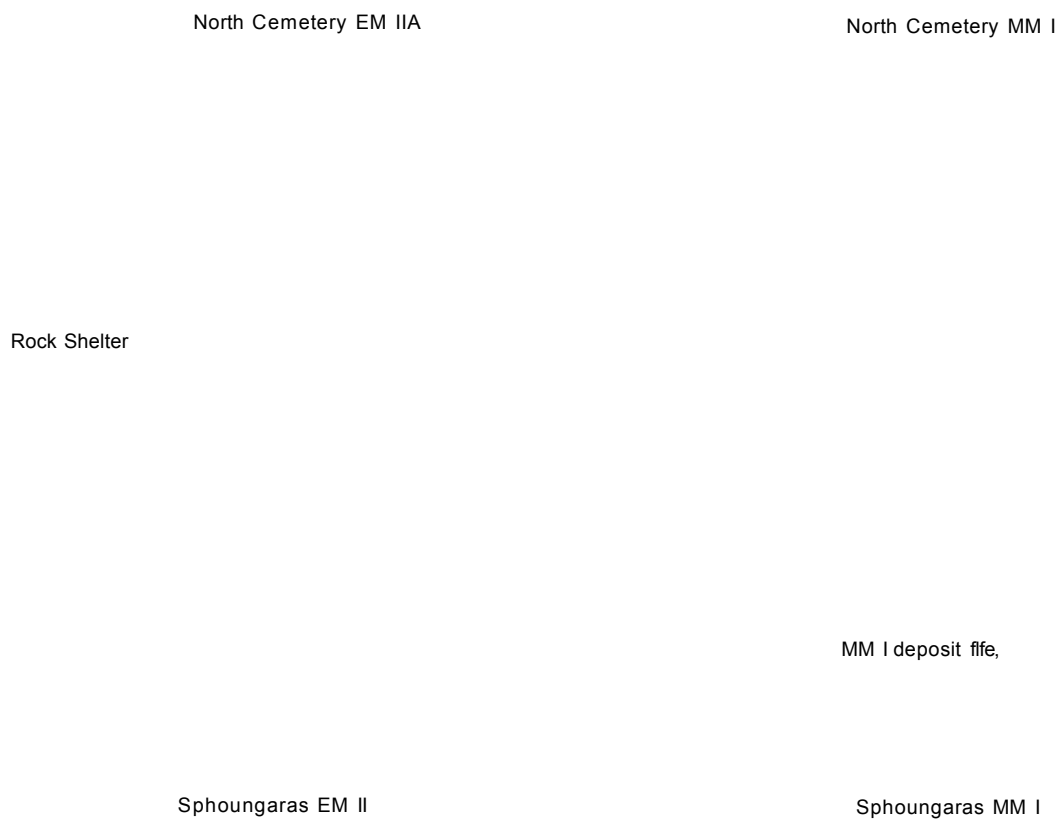 North Cemetery EM IIA
North Cemetery MM I
Rock Shelter
MM I deposit flfe,
Sphoungaras EM II
Sphoungaras MM I